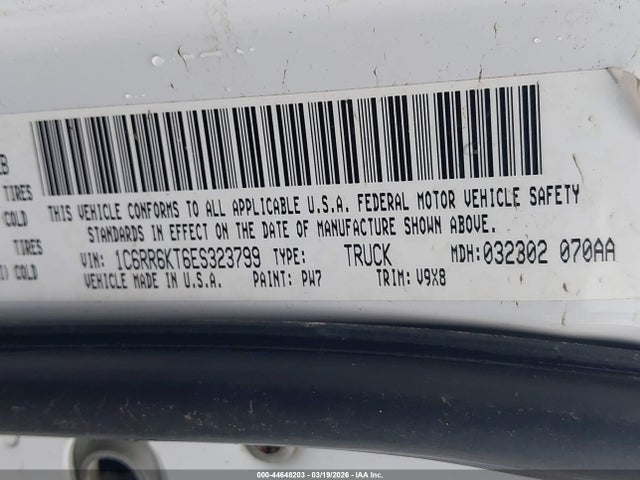 B
TIRES
COLD
TIRES
) COLD
THIS VEHICLE CONFORMS TO ALL APPLICABLE U.S.A. FEDERAL MOTOR VEHICLE SAFETY
STANDARDS IN EFFECT ON THE DATE OF MANUFACTURE SHOWN ABOVE.
VIN: 1C6RR6KT6ES323799 TYPE: TRUCK MDH:032302 070AA
VEHICLE MADE IN U.S.A. PAINT: PW7 TRIM: V9X8
000-44648203 - 03/19/2026 - IAA Inc.